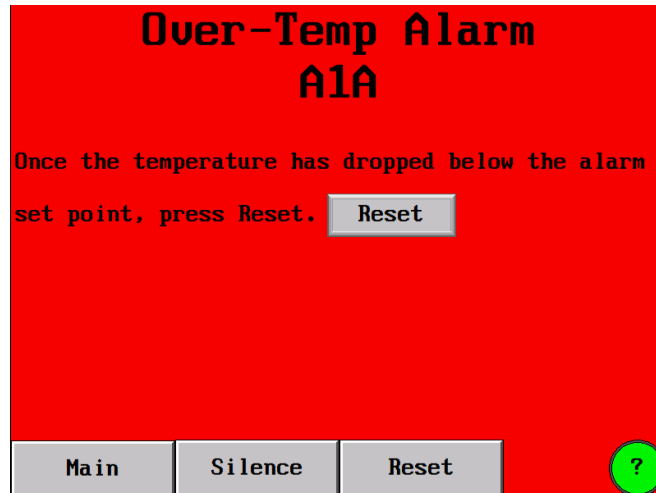 Over-Temp Alarm
A1A
Once the temperature has dropped below the alarm
set point, press Reset. Reset
Main Silence Reset ?